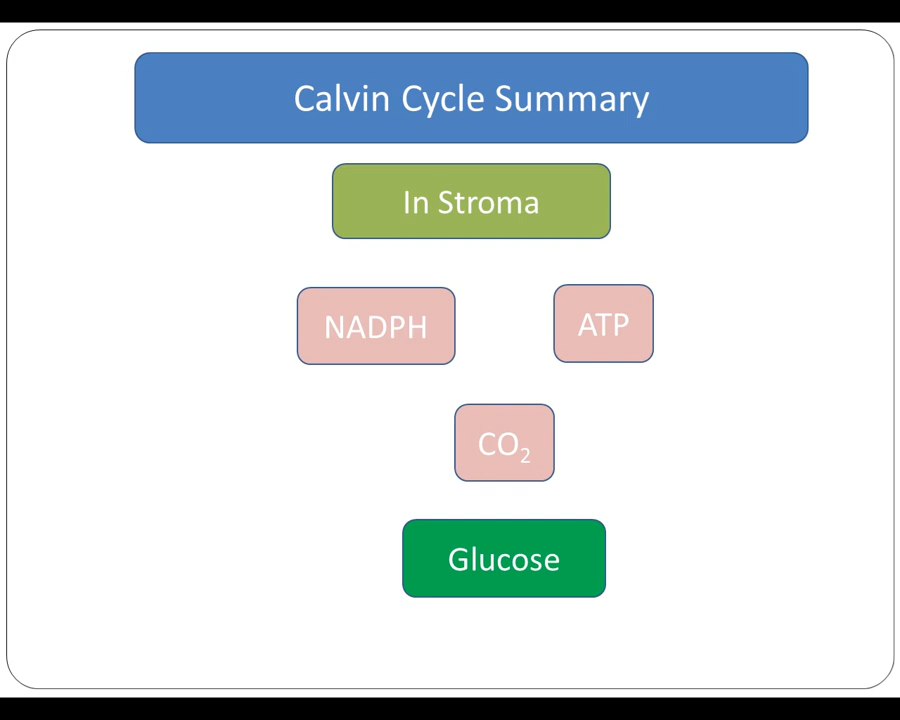 Calvin Cycle Summary
In Stroma
NADPH
ATP
CO₂
Glucose